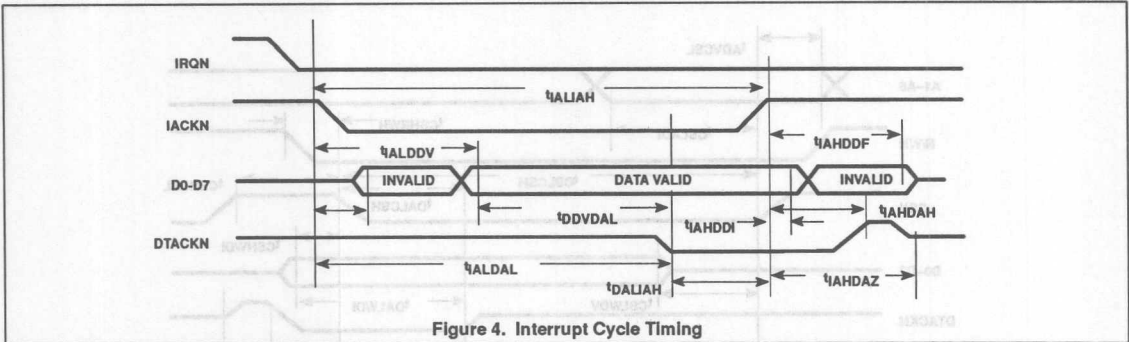 IRQN
tIALIAH
IACKN
tIALDDV
tIAHDDF
D0-D7
INVALID
DATA VALID
INVALID
tDDVDAL
tIAHDDI
tIAHDAH
DTACKN
tIALDAL
tDALIAH
tIAHDAZ
Figure 4. Interrupt Cycle Timing